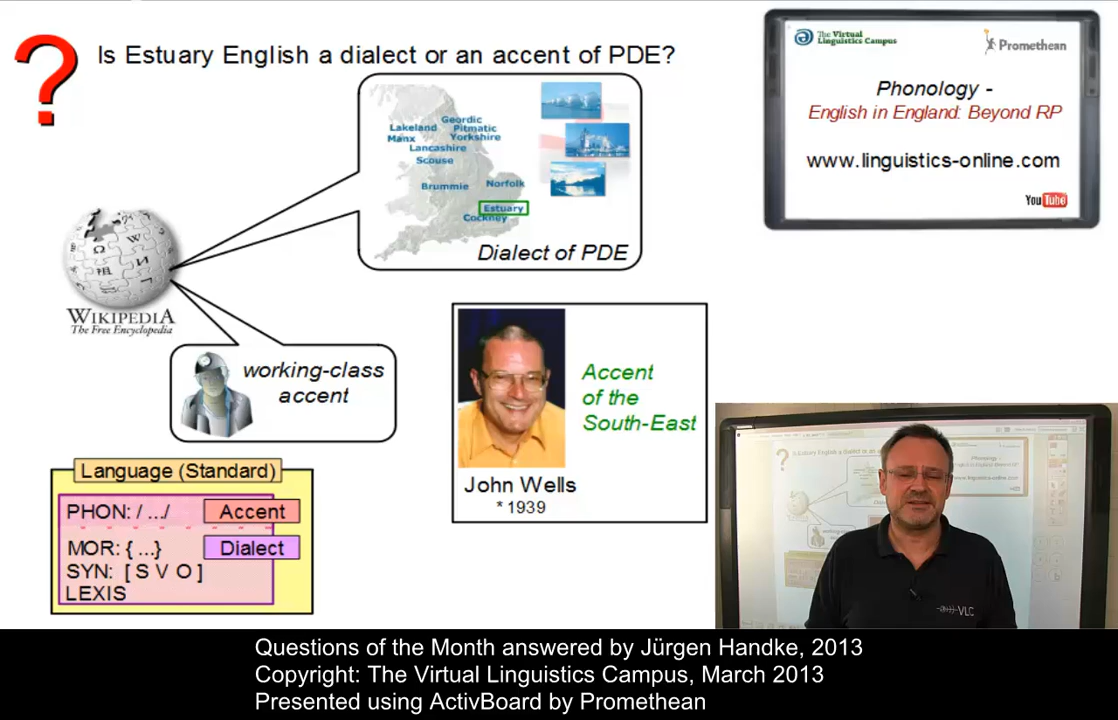 ? Is Estuary English a dialect or an accent of PDE?
Geordic
Lakeland Pitmatic
Manx Yorkshire
Lancashire
Scouse
Brummie Norfolk
Estuary
Cockney
Dialect of PDE
WIKIPEDIA
The Free Encyclopedia
working-class
accent
Language (Standard)
PHON: / .../ Accent
MOR: { ...} Dialect
SYN: [ S V O ]
LEXIS
John Wells
* 1939
Accent
of the
South-East
The Virtual
Linguistics Campus
Promethean
Phonology -
English in England: Beyond RP
www.linguistics-online.com
YouTube
VLC
Questions of the Month answered by Jürgen Handke, 2013
Copyright: The Virtual Linguistics Campus, March 2013
Presented using ActivBoard by Promethean